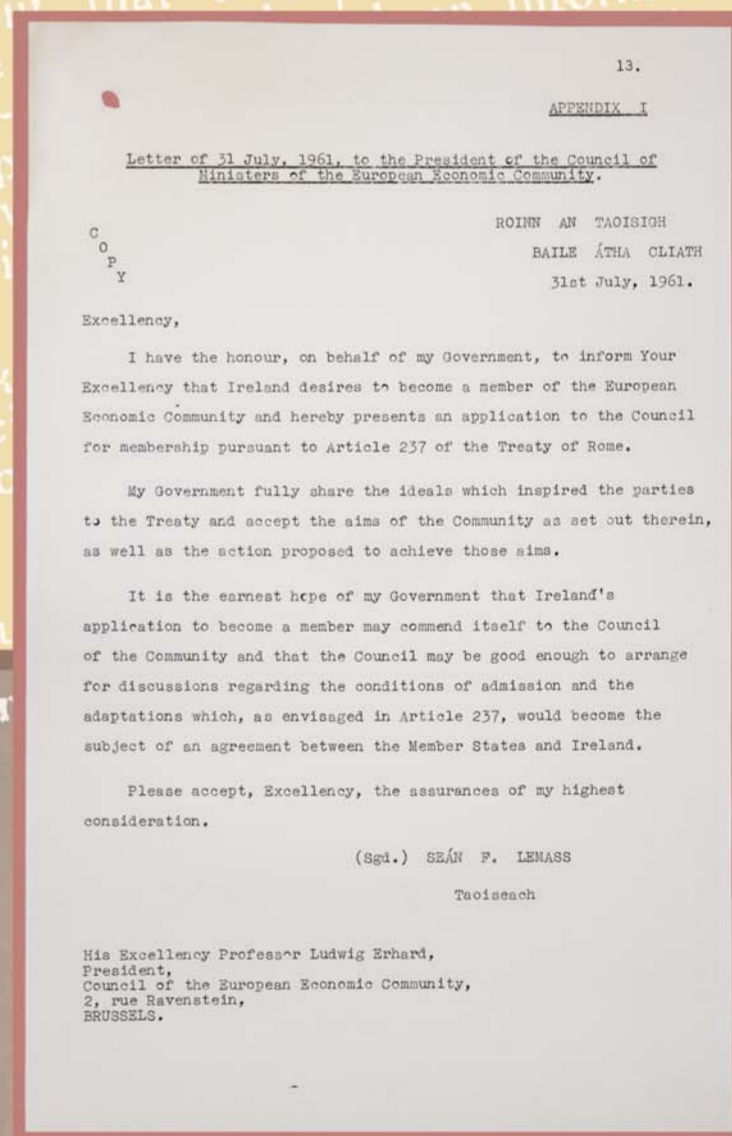 13.
APPENDIX I
Letter of 31 July, 1961, to the President of the Council of
Ministers of the European Economic Community.
COPY
ROINN AN TAOISIGH
BAILE ÁTHA CLIATH
31st July, 1961.
Excellency,
I have the honour, on behalf of my Government, to inform Your
Excellency that Ireland desires to become a member of the European
Economic Community and hereby presents an application to the Council
for membership pursuant to Article 237 of the Treaty of Rome.
My Government fully share the ideals which inspired the parties
to the Treaty and accept the aims of the Community as set out therein,
as well as the action proposed to achieve those aims.
It is the earnest hope of my Government that Ireland's
application to become a member may commend itself to the Council
of the Community and that the Council may be good enough to arrange
for discussions regarding the conditions of admission and the
adaptations which, as envisaged in Article 237, would become the
subject of an agreement between the Member States and Ireland.
Please accept, Excellency, the assurances of my highest
consideration.
(Sgd.) SEÁN F. LEMASS
Taoiseach
His Excellency Professor Ludwig Erhard,
President,
Council of the European Economic Community,
2, rue Ravenstein,
BRUSSELS.